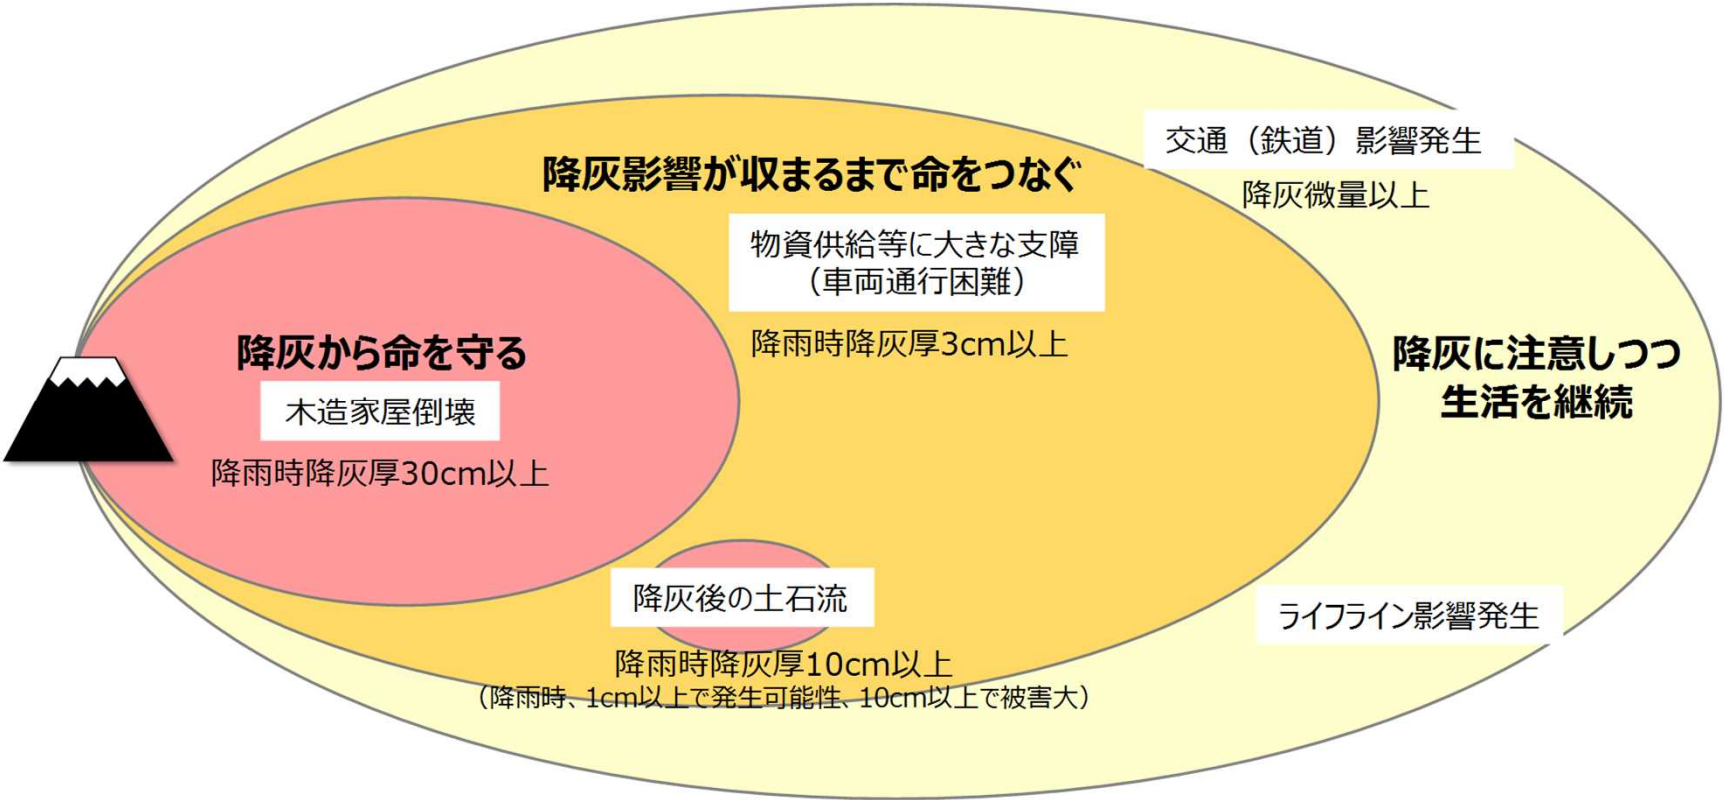 交通（鉄道）影響発生
降灰微量以上
降灰影響が収まるまで命をつなぐ
物資供給等に大きな支障
（車両通行困難）
降雨時降灰厚3cm以上
降灰から命を守る
木造家屋倒壊
降雨時降灰厚30cm以上
降灰に注意しつつ
生活を継続
降灰後の土石流
降雨時降灰厚10cm以上
（降雨時、1cm以上で発生可能性、10cm以上で被害大）
ライフライン影響発生